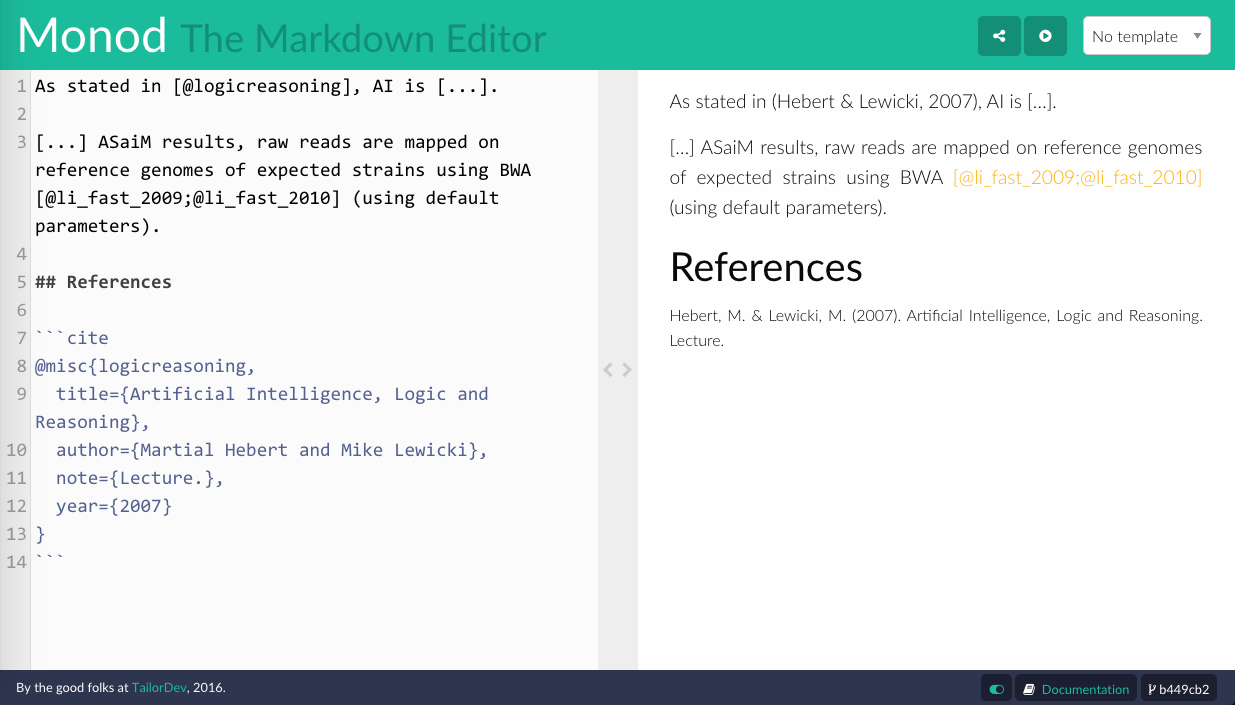 Monod The Markdown Editor
No template
1 As stated in [@logicreasoning], AI is [...].
2
3 [...] ASaiM results, raw reads are mapped on
reference genomes of expected strains using BWA
[@li_fast_2009;@li_fast_2010] (using default
parameters).
4
5 ## References
6
7 ```cite
8 @misc{logicreasoning,
9   title={Artificial Intelligence, Logic and
Reasoning},
10   author={Martial Hebert and Mike Lewicki},
11   note={Lecture.},
12   year={2007}
13 }
14 ```
As stated in (Hebert & Lewicki, 2007), AI is [...].
[...] ASaiM results, raw reads are mapped on reference genomes
of expected strains using BWA [@li_fast_2009;@li_fast_2010]
(using default parameters).
References
Hebert, M. & Lewicki, M. (2007). Artificial Intelligence, Logic and Reasoning.
Lecture.
By the good folks at TailorDev, 2016.
Documentation
b449cb2